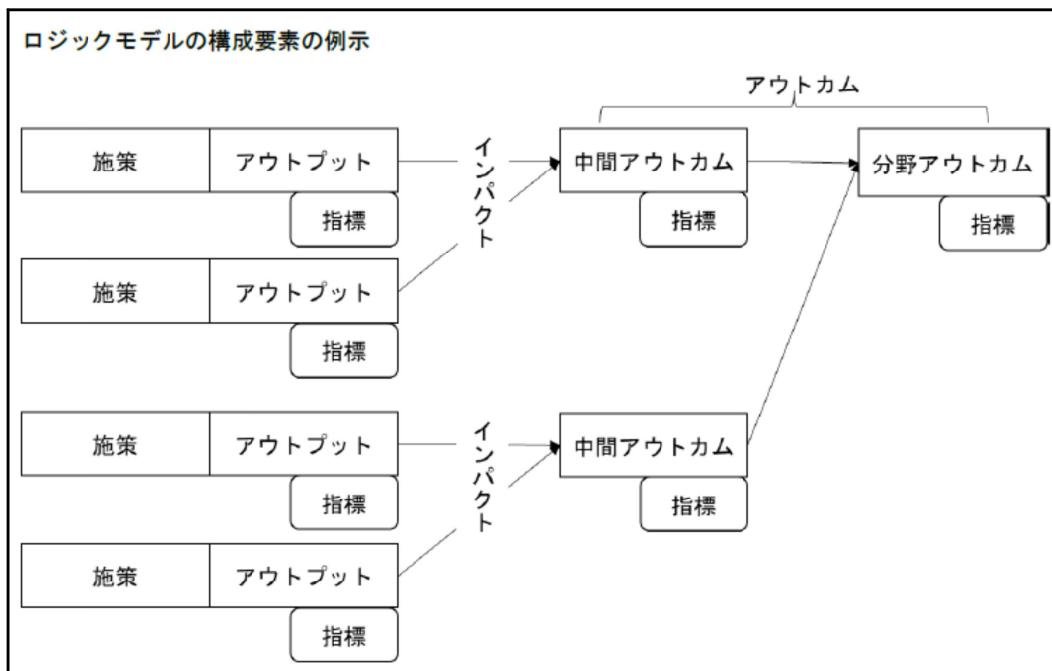 ロジックモデルの構成要素の例示
アウトカム
施策
アウトプット
インパクト
中間アウトカム
分野アウトカム
指標
指標
指標
施策
アウトプット
指標
施策
アウトプット
インパクト
中間アウトカム
指標
指標
施策
アウトプット
指標